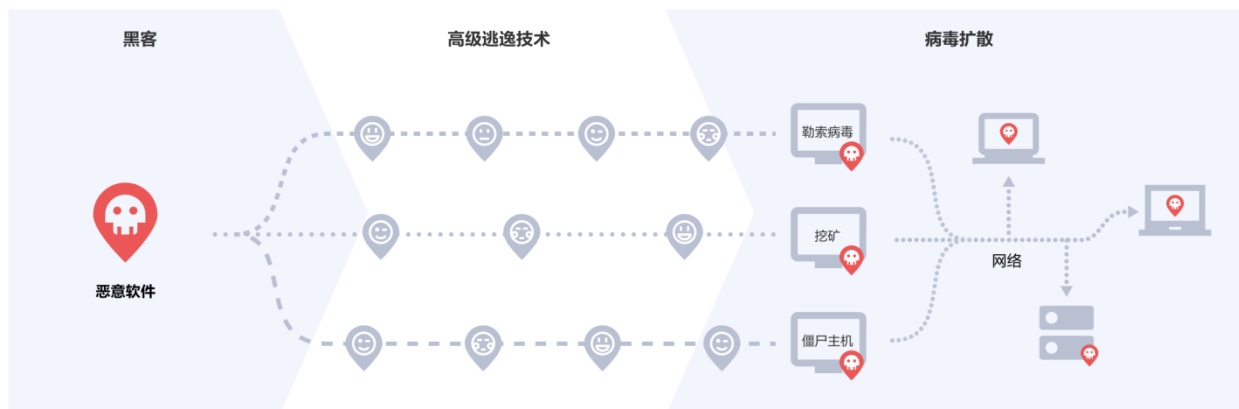 黑客
高级逃逸技术
病毒扩散
勒索病毒
挖矿
网络
恶意软件
僵尸主机